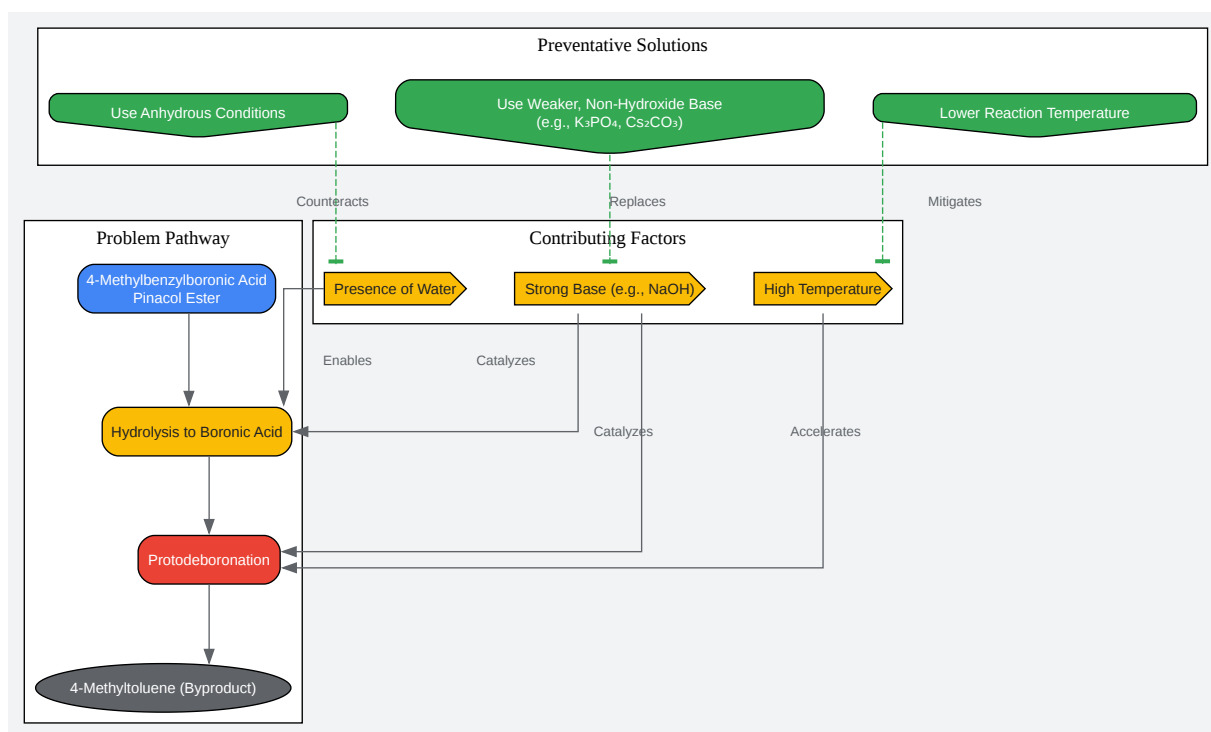 Preventative Solutions
Use Anhydrous Conditions
Use Weaker, Non-Hydroxide Base
(e.g., K₃PO₄, Cs₂CO₃)
Lower Reaction Temperature
Counteracts
Replaces
Mitigates
Problem Pathway
Contributing Factors
4-Methylbenzylboronic Acid
Pinacol Ester
Presence of Water
Strong Base (e.g., NaOH)
High Temperature
Enables
Catalyzes
Hydrolysis to Boronic Acid
Catalyzes
Accelerates
Protodeboronation
4-Methyltoluene (Byproduct)